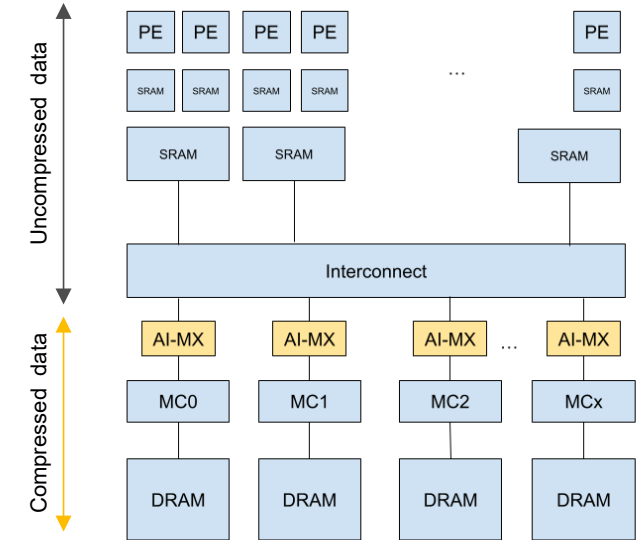 PE PE PE PE PE
SRAM SRAM SRAM SRAM ... SRAM
SRAM SRAM SRAM
Interconnect
AI-MX AI-MX AI-MX ... AI-MX
MC0 MC1 MC2 MCx
DRAM DRAM DRAM DRAM
Uncompressed data
Compressed data